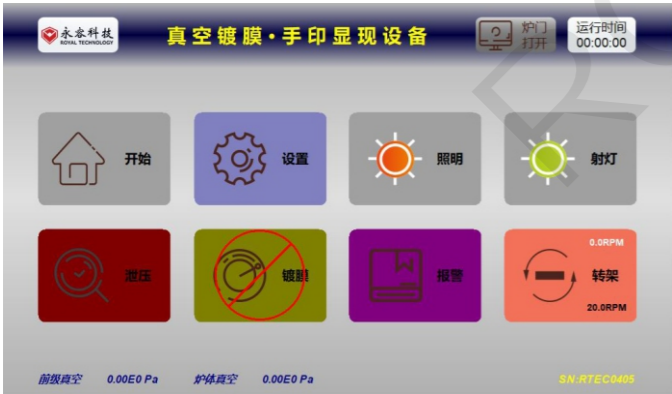 永容科技
ROYAL TECHNOLOGY
真空镀膜·手印显现设备
炉门
打开
运行时间
00:00:00
开始
设置
照明
射灯
泄压
镀膜
报警
0.0RPM
转架
20.0RPM
前级真空 0.00E0 Pa 炉体真空 0.00E0 Pa
SN:RTEC0405